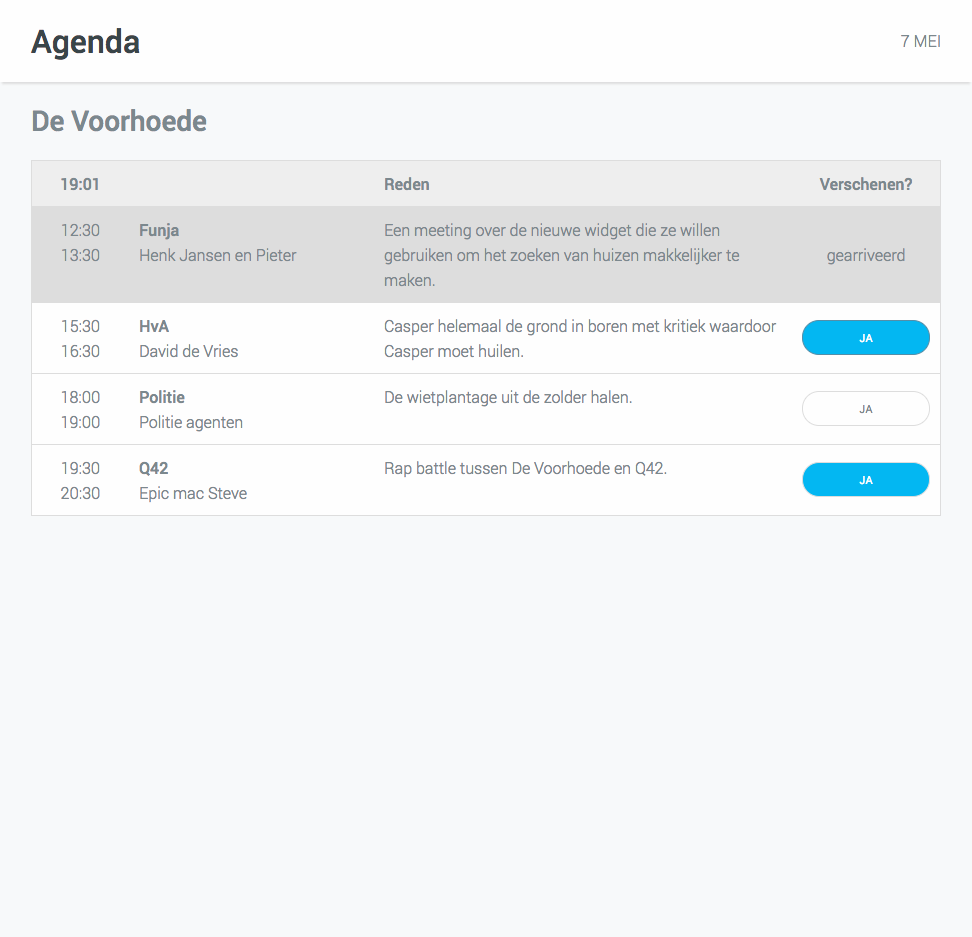 Agenda
7 MEI
De Voorhoede
19:01 Reden Verschenen?
12:30 Funja Een meeting over de nieuwe widget die ze willen
13:30 Henk Jansen en Pieter gebruiken om het zoeken van huizen makkelijker te gearriveerd
maken.
15:30 HvA Casper helemaal de grond in boren met kritiek waardoor
16:30 David de Vries Casper moet huilen.
JA
18:00 Politie De wietplantage uit de zolder halen.
19:00 Politie agenten
JA
19:30 Q42 Rap battle tussen De Voorhoede en Q42.
20:30 Epic mac Steve
JA